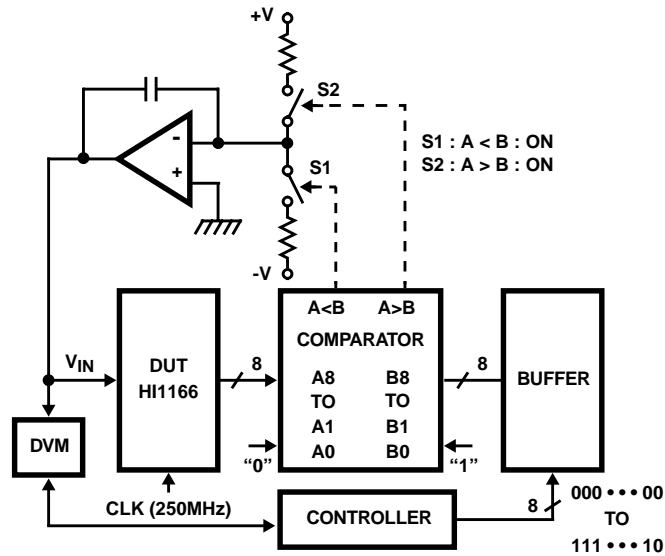 +V
S2
-
+
S1
S1 : A < B : ON
S2 : A > B : ON
-V
A<B A>B
COMPARATOR
VIN
DUT
HI1166
8
A8 B8
TO TO
A1 B1
A0 B0
8
BUFFER
DVM
"0"
"1"
CLK (250MHz)
CONTROLLER
8
000 ••• 00
TO
111 ••• 10